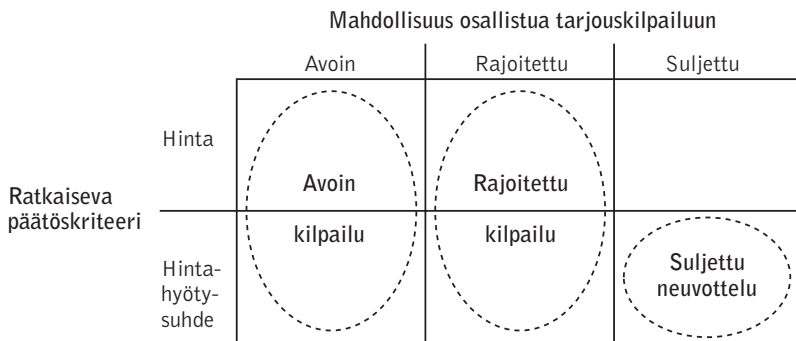 Mahdollisuus osallistua tarjouskilpailuun
Avoin Rajoitettu Suljettu
Hinta
Ratkaiseva
päätöskriteeri
Avoin Rajoitettu
kilpailu kilpailu
Hinta-
hyöty-
suhde
Suljettu
neuvottelu